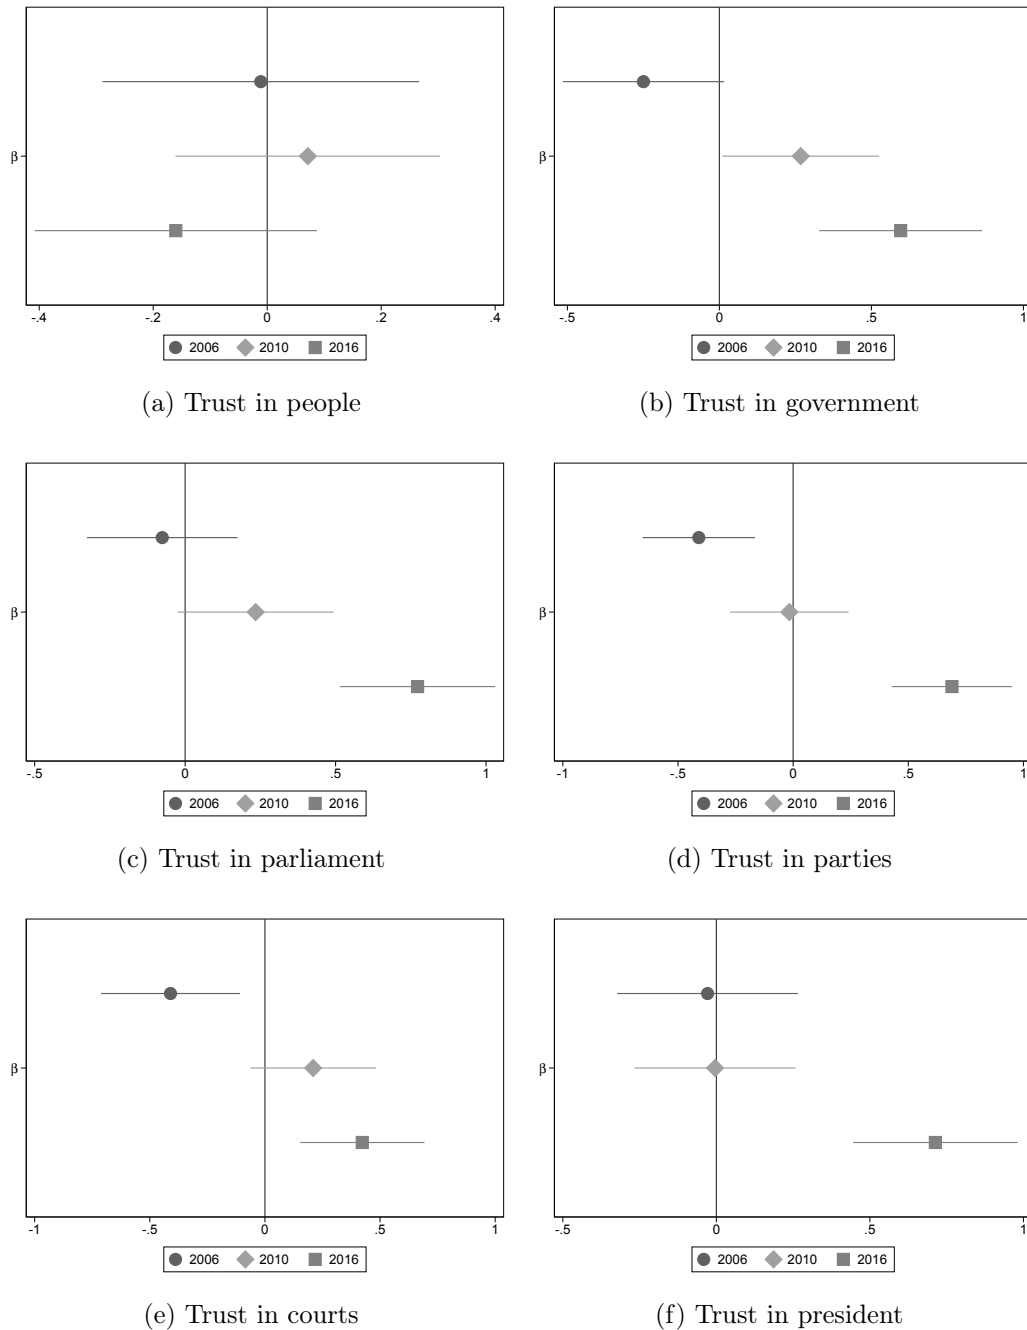 β
-.4 -.2 0 .2 .4
2006 2010 2016
(a) Trust in people
-.5 0 .5 1
2006 2010 2016
(b) Trust in government
β
-.5 0 .5 1
2006 2010 2016
(c) Trust in parliament
-1 -.5 0 .5 1
2006 2010 2016
(d) Trust in parties
β
-1 -.5 0 .5 1
2006 2010 2016
(e) Trust in courts
-.5 0 .5 1
2006 2010 2016
(f) Trust in president